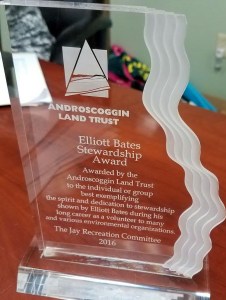 ANDROSCOGGIN
LAND TRUST
Elliott Bates
Stewardship
Award
Awarded by the
Androscoggin Land Trust
to the individual or group
best exemplifying
the spirit and dedication to stewardship
shown by Elliott Bates during his
long career as a volunteer to many
and various environmental organizations.
The Jay Recreation Committee
2016